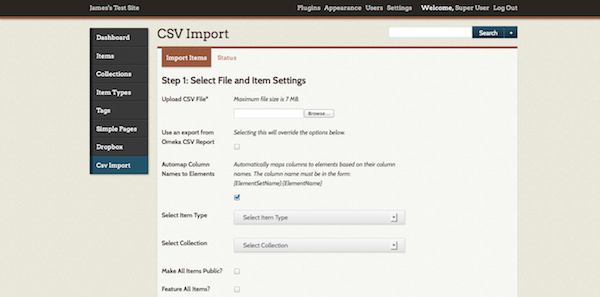 James's Test Site
Plugins Appearance Users Settings Welcome, Super User Log Out
Dashboard
Items
Collections
Item Types
Tags
Simple Pages
Dropbox
Csv Import
CSV Import
Search
Import Items Status
Step 1: Select File and Item Settings
Upload CSV File*
Maximum file size is 7 MB.
Browse...
Use an export from
Omeka CSV Report
Selecting this will override the options below.
Automap Column
Names to Elements
Automatically maps columns to elements based on their column
names. The column name must be in the form:
{ElementSetName}:{ElementName}
Select Item Type
Select Item Type
Select Collection
Select Collection
Make All Items Public?
Feature All Items?